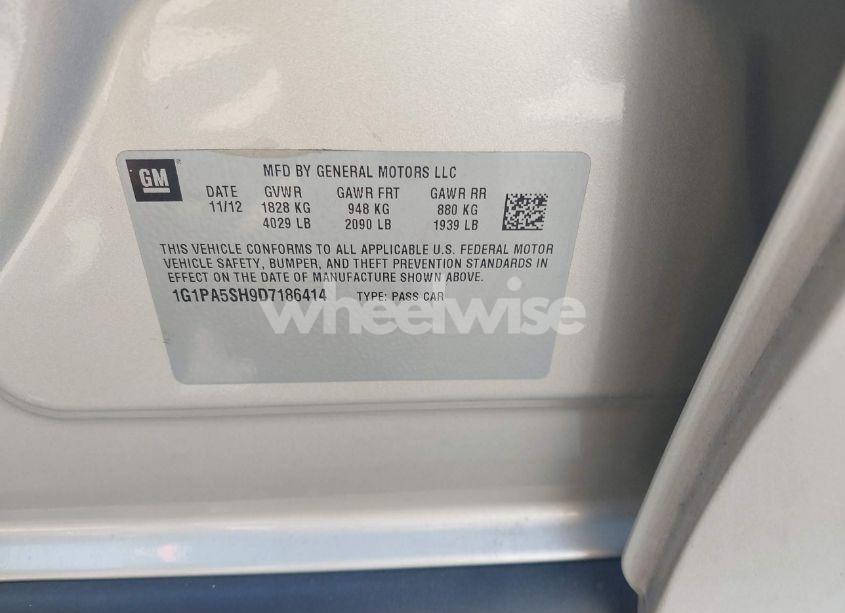 GM
MFD BY GENERAL MOTORS LLC
DATE GVWR GAWR FRT GAWR RR
11/12 1828 KG 948 KG 880 KG
4029 LB 2090 LB 1939 LB
THIS VEHICLE CONFORMS TO ALL APPLICABLE U.S. FEDERAL MOTOR
VEHICLE SAFETY, BUMPER, AND THEFT PREVENTION STANDARDS IN
EFFECT ON THE DATE OF MANUFACTURE SHOWN ABOVE.
1G1PA5SH9D7186414 TYPE: PASS CAR
wheelwise